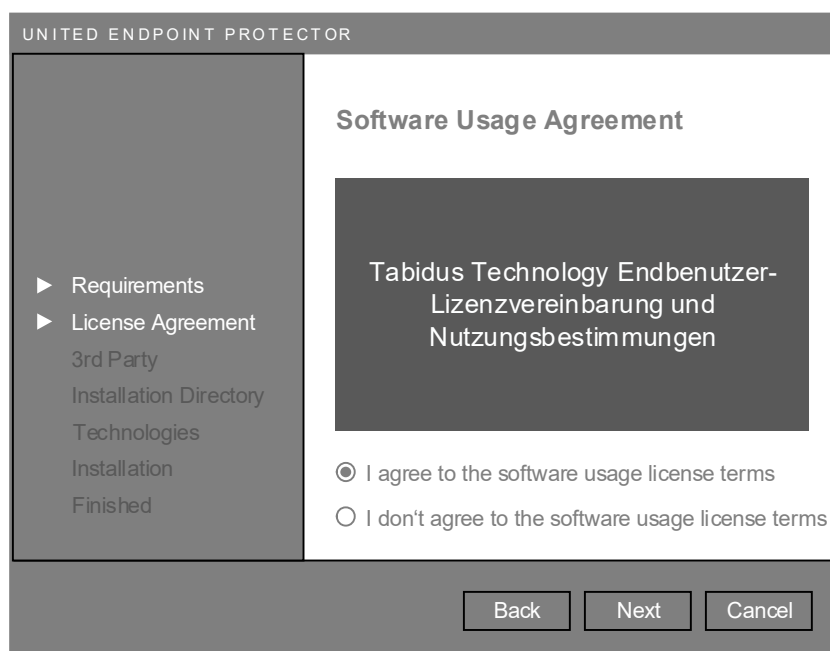 UNITED ENDPOINT PROTECTOR
Software Usage Agreement
Requirements
License Agreement
3rd Party
Installation Directory
Technologies
Installation
Finished
Tabidus Technology Endbenutzer-
Lizenzvereinbarung und
Nutzungsbestimmungen
I agree to the software usage license terms
I don‘t agree to the software usage license terms
Back
Next
Cancel